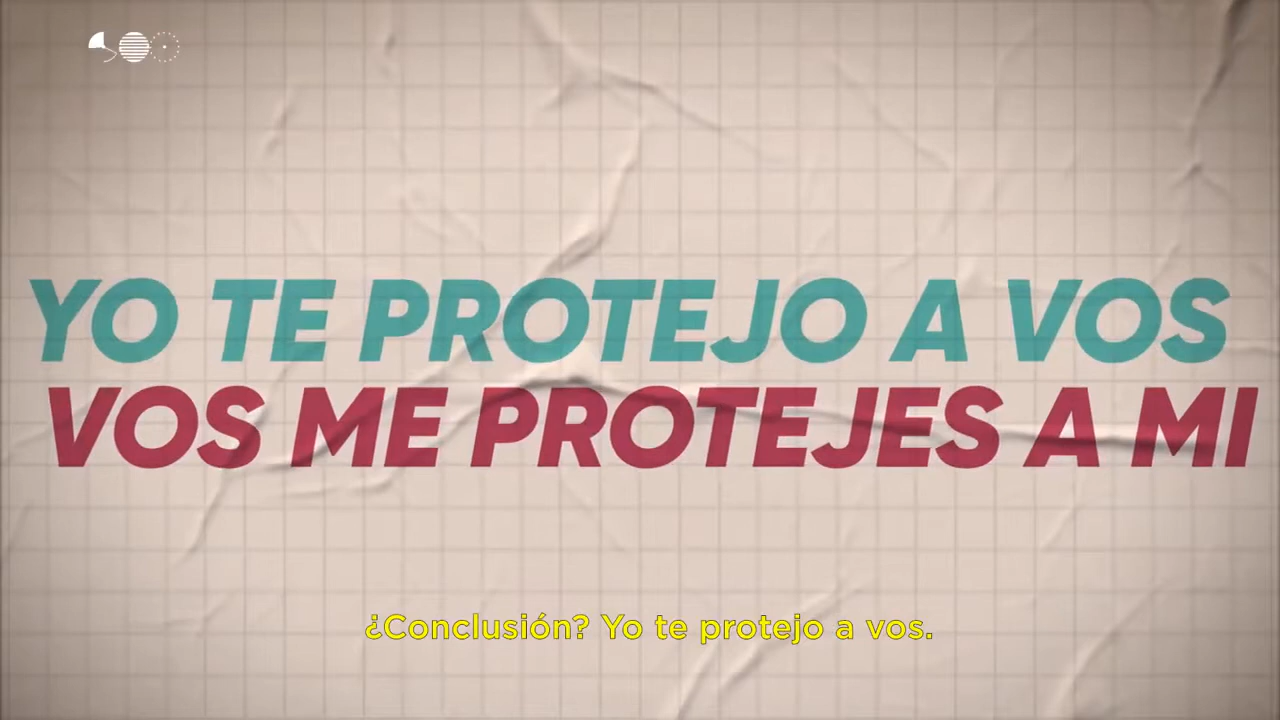 YO TE PROTEJO A VOS
VOS ME PROTEJES A MI
¿Conclusión? Yo te protejo a vos.